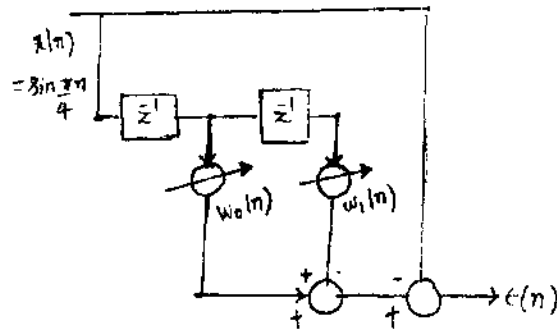 x(n)
= sin πn/4
z⁻¹
z⁻¹
w₀(n)
w₁(n)
+
+
-
-
+
ϵ(n)